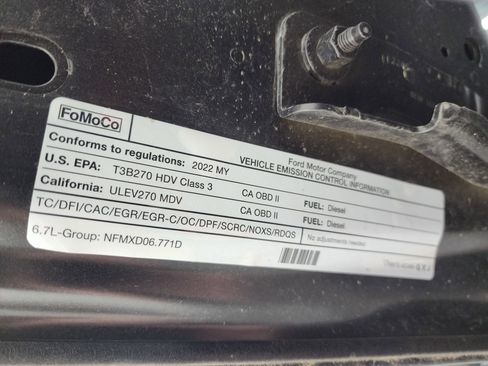 FoMoCo
Ford Motor Company
VEHICLE EMISSION CONTROL INFORMATION
Conforms to regulations: 2022 MY
U.S. EPA: T3B270 HDV Class 3 CA OBD II FUEL: Diesel
California: ULEV270 MDV CA OBD II FUEL: Diesel
TC/DFI/CAC/EGR/EGR-C/OC/DPF/SCRC/NOXS/RDQS No adjustments needed.
6.7L-Group: NFMXD06.771D